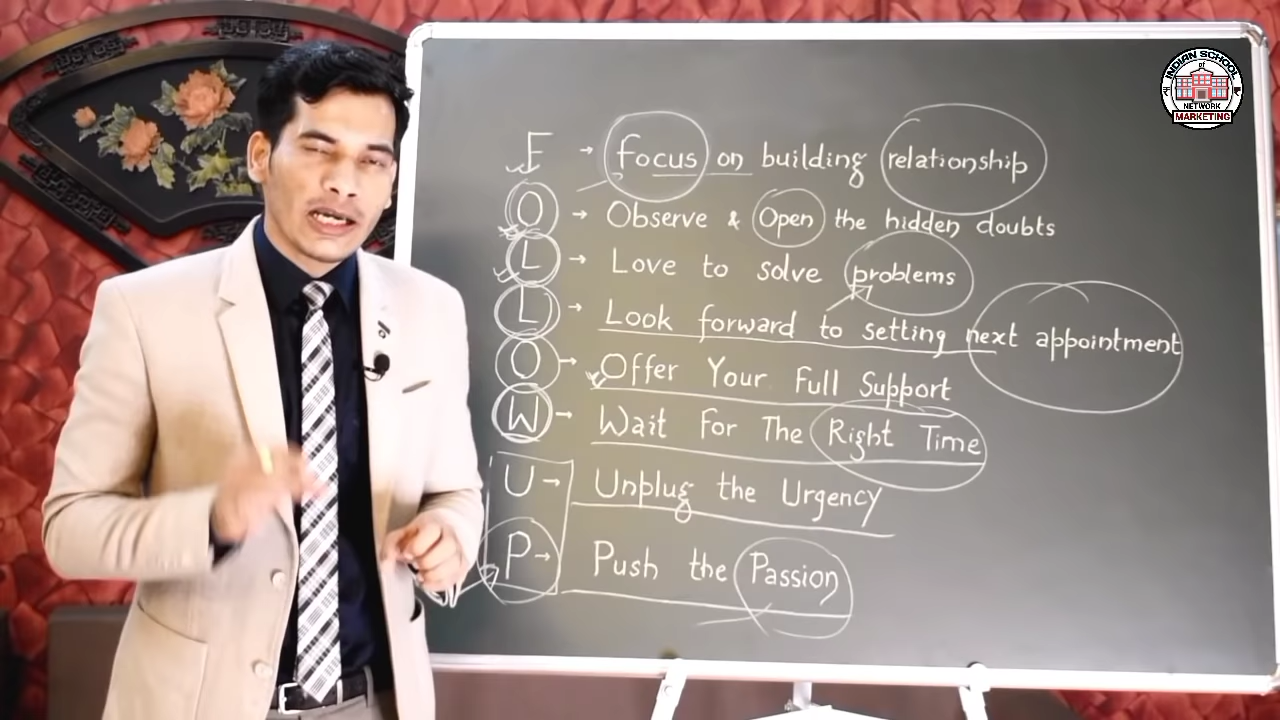 INDIAN SCHOOL
of
NETWORK
MARKETING
F → focus on building relationship
O → Observe & Open the hidden doubts
L → Love to solve problems
L → Look forward to setting next appointment
O → Offer Your Full Support
W → Wait For The Right Time
U → Unplug the Urgency
P → Push the Passion